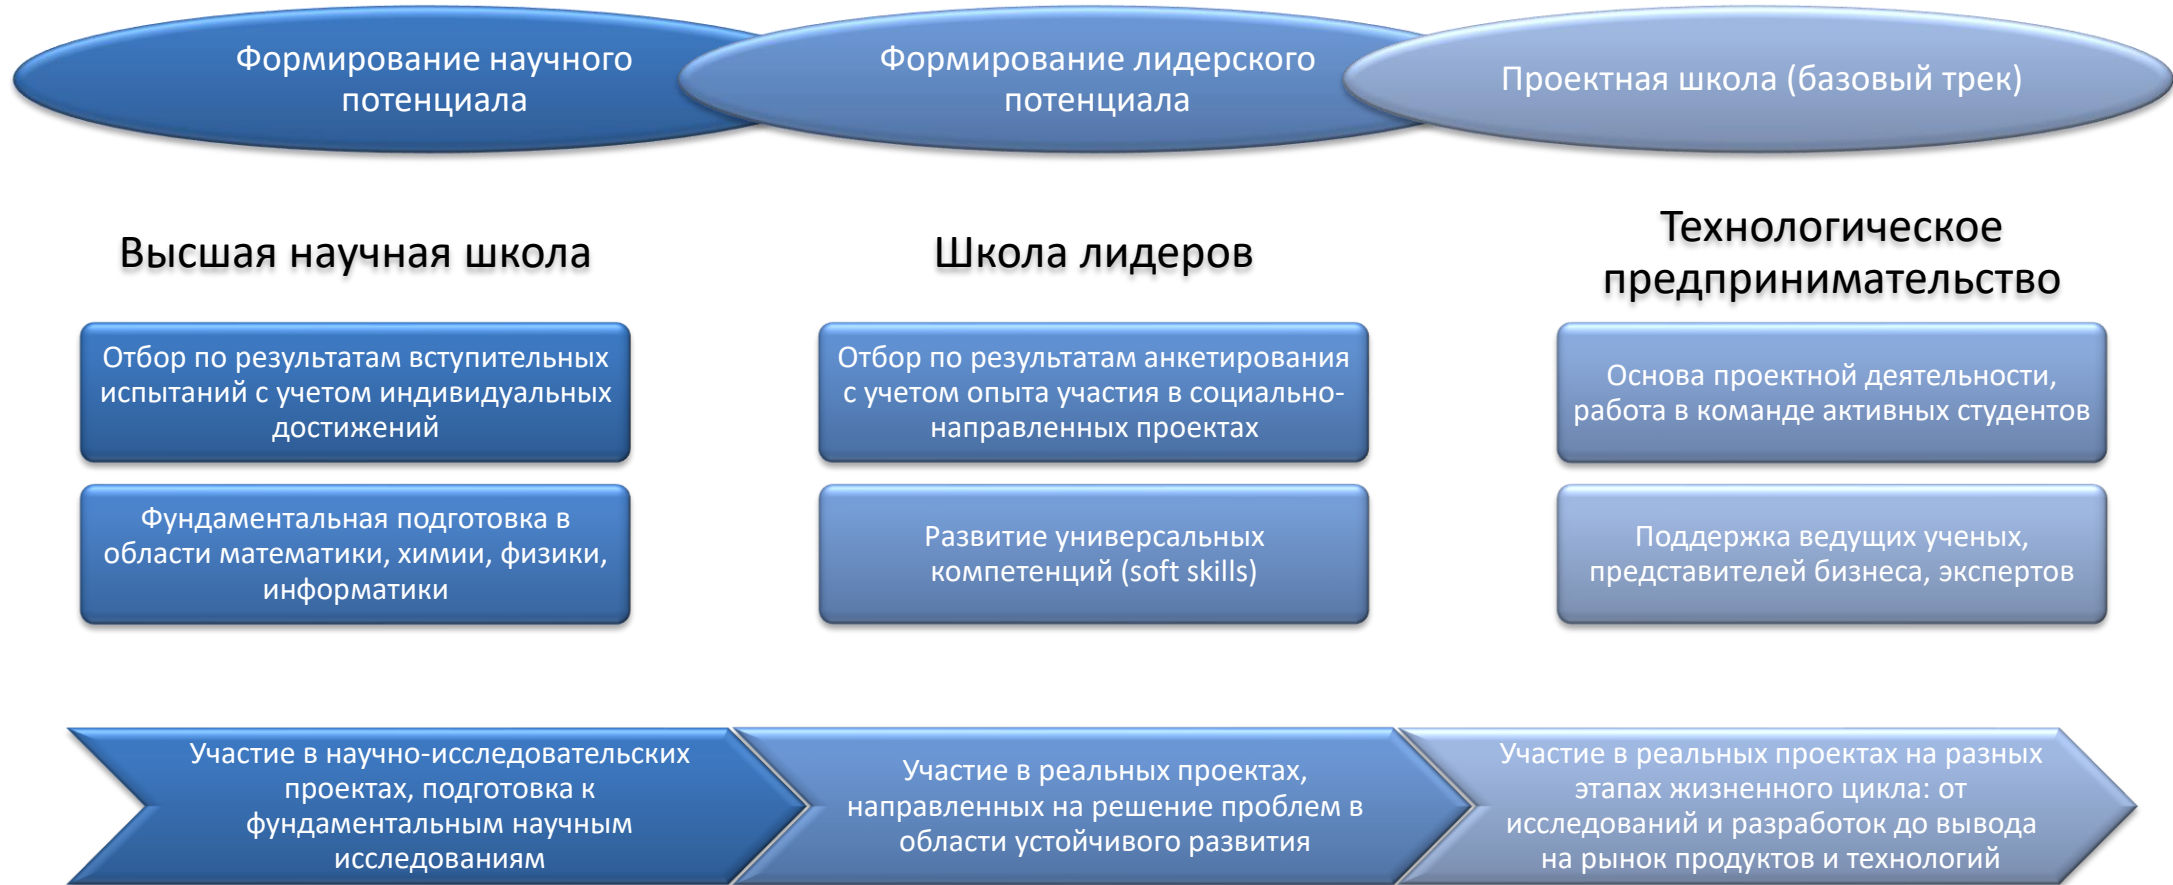 Формирование научного
потенциала
Формирование лидерского
потенциала
Проектная школа (базовый трек)
Высшая научная школа
Отбор по результатам вступительных
испытаний с учетом индивидуальных
достижений
Фундаментальная подготовка в
области математики, химии, физики,
информатики
Школа лидеров
Отбор по результатам анкетирования
с учетом опыта участия в социально-
направленных проектах
Развитие универсальных
компетенций (soft skills)
Технологическое
предпринимательство
Основа проектной деятельности,
работа в команде активных студентов
Поддержка ведущих ученых,
представителей бизнеса, экспертов
Участие в научно-исследовательских
проектах, подготовка к
фундаментальным научным
исследованиям
Участие в реальных проектах,
направленных на решение проблем в
области устойчивого развития
Участие в реальных проектах на разных
этапах жизненного цикла: от
исследований и разработок до вывода
на рынок продуктов и технологий